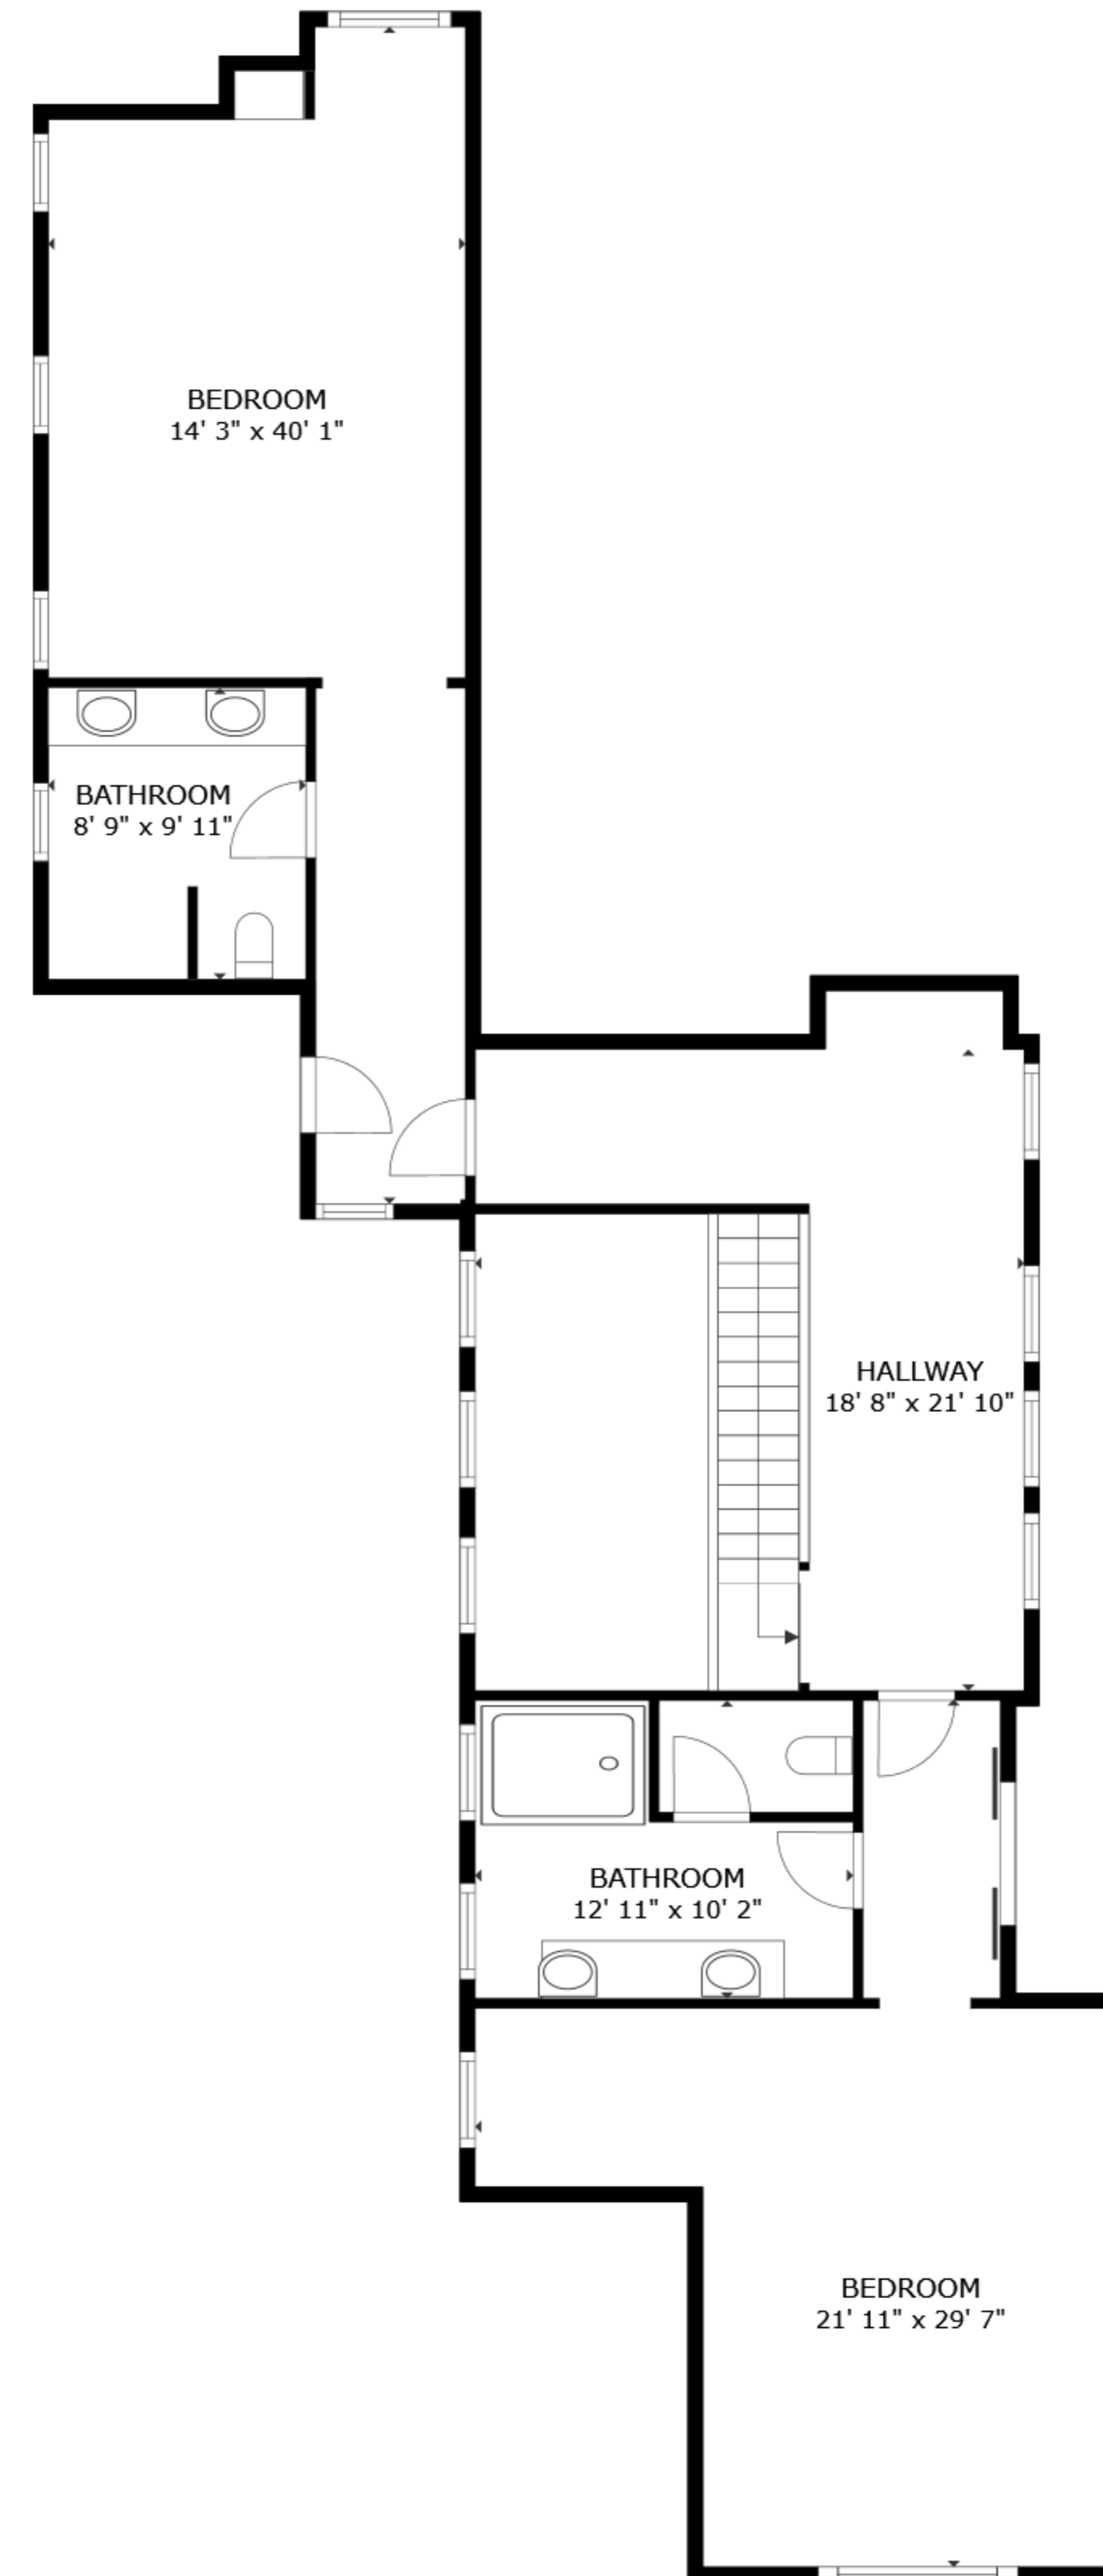 BEDROOM
14' 3" x 40' 1"
BATHROOM
8' 9" x 9' 11"
HALLWAY
18' 8" x 21' 10"
BATHROOM
12' 11" x 10' 2"
BEDROOM
21' 11" x 29' 7"